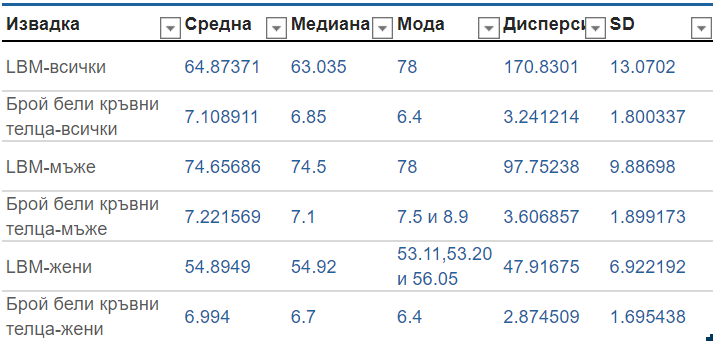 Извадка Средна Медиана Мода Дисперси SD
LBM-всички 64.87371 63.035 78 170.8301 13.0702
Брой бели кръвни
телца-всички 7.108911 6.85 6.4 3.241214 1.800337
LBM-мъже 74.65686 74.5 78 97.75238 9.88698
Брой бели кръвни
телца-мъже 7.221569 7.1 7.5 и 8.9 3.606857 1.899173
LBM-жени 54.8949 54.92 53.11,53.20
и 56.05 47.91675 6.922192
Брой бели кръвни
телца-жени 6.994 6.7 6.4 2.874509 1.695438